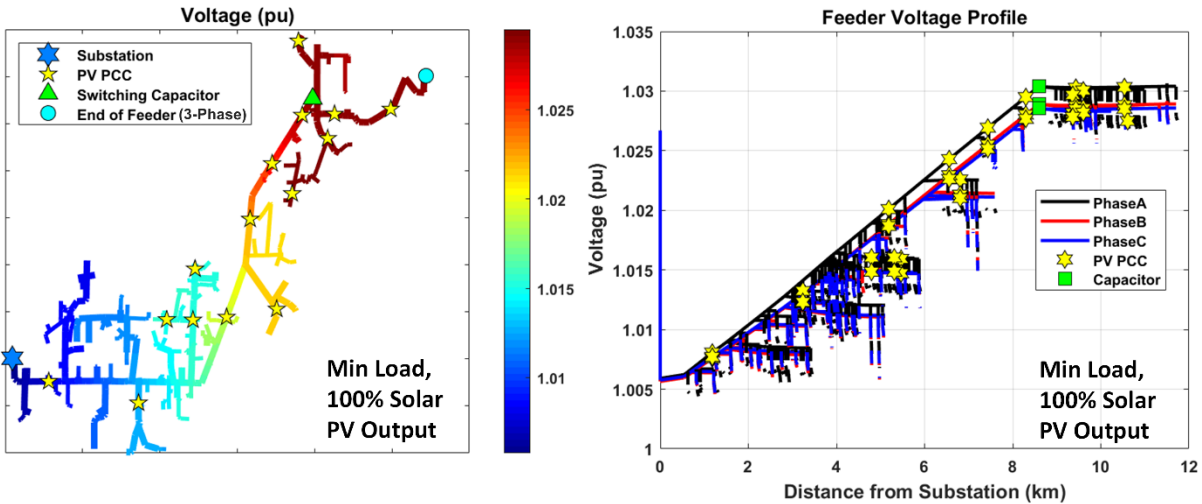 Voltage (pu)
Substation
PV PCC
Switching Capacitor
End of Feeder (3-Phase)
Min Load,
100% Solar
PV Output
1.025
1.02
1.015
1.01
Feeder Voltage Profile
Voltage (pu)
1.035
1.03
1.025
1.02
1.015
1.01
1.005
1
PhaseA
PhaseB
PhaseC
PV PCC
Capacitor
Min Load,
100% Solar
PV Output
0 2 4 6 8 10 12
Distance from Substation (km)